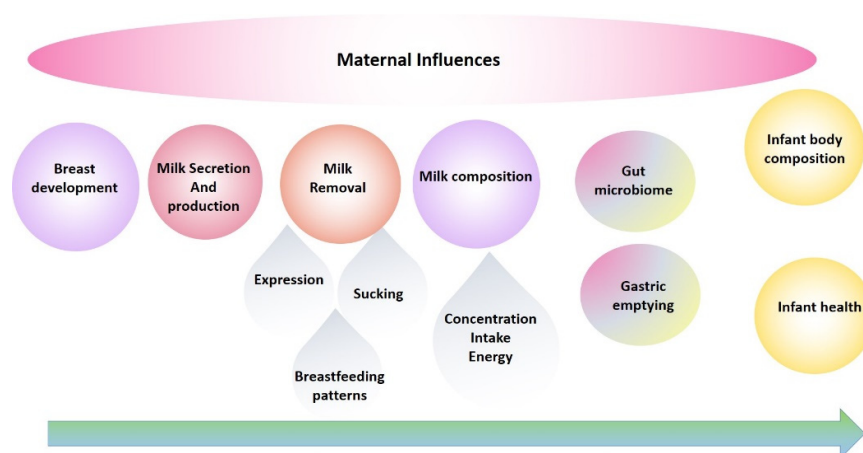 Maternal Influences
Breast
development
Milk Secretion
And
production
Milk
Removal
Milk composition
Gut
microbiome
Infant body
composition
Expression
Sucking
Breastfeeding
patterns
Concentration
Intake
Energy
Gastric
emptying
Infant health